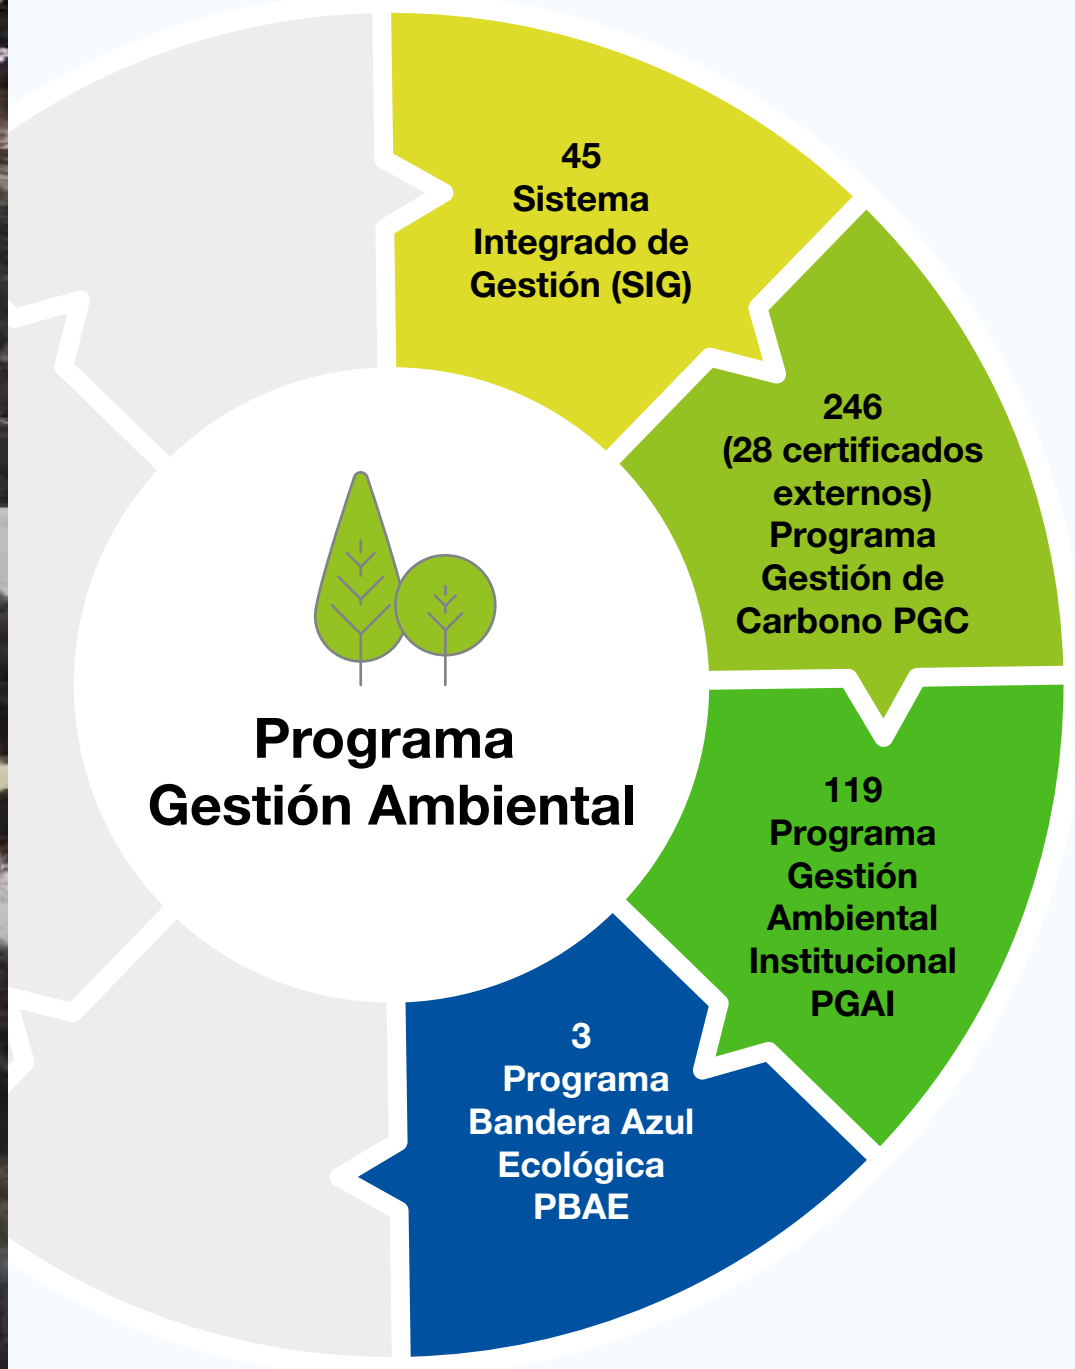 45
Sistema
Integrado de
Gestión (SIG)
246
(28 certificados
externos)
Programa
Gestión de
Carbono PGC
Programa
Gestión Ambiental
119
Programa
Gestión
Ambiental
Institucional
PGAI
3
Programa
Bandera Azul
Ecológica
PBAE